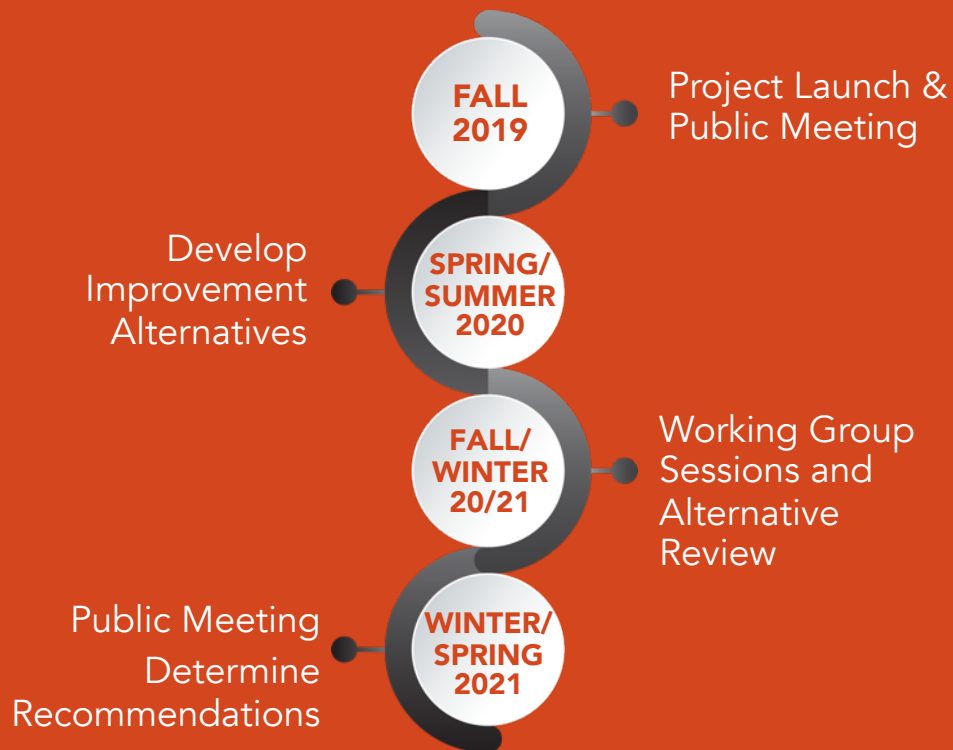 FALL
2019
Project Launch &
Public Meeting
Develop
Improvement
Alternatives
SPRING/
SUMMER
2020
FALL/
WINTER
20/21
Working Group
Sessions and
Alternative
Review
Public Meeting
Determine
Recommendations
WINTER/
SPRING
2021